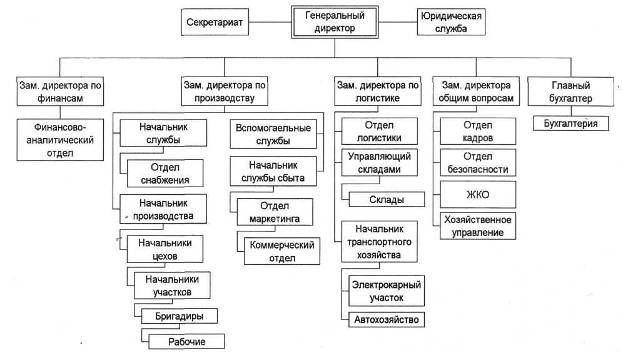 Секретариат
Генеральный
директор
Юридическая
служба
Зам. директора по
финансам
Зам. директора по
производству
Зам. директора по
логистике
Зам. директора
общим вопросам
Главный
бухгалтер
Финансово-
аналитический
отдел
Начальник
службы
Отдел
снабжения
Начальник
производства
Начальники
цехов
Начальники
участков
Бригадиры
Рабочие
Вспомогаельные
службы
Начальник
службы сбыта
Отдел
маркетинга
Коммерческий
отдел
Отдел
логистики
Управляющий
складами
Склады
Начальник
транспортного
хозяйства
Электрокарный
участок
Автохозяйство
Отдел
кадров
Отдел
безопасности
ЖКО
Хозяйственное
управление
Бухгалтерия